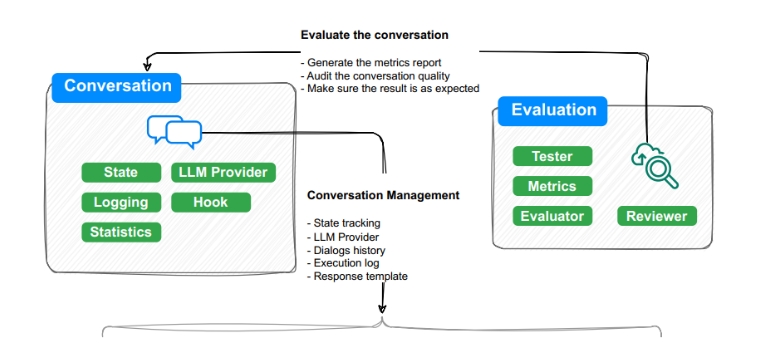 Evaluate the conversation
- Generate the metrics report
- Audit the conversation quality
- Make sure the result is as expected
Conversation
State
LLM Provider
Logging
Hook
Statistics
Conversation Management
- State tracking
- LLM Provider
- Dialogs history
- Execution log
- Response template
Evaluation
Tester
Metrics
Evaluator
Reviewer